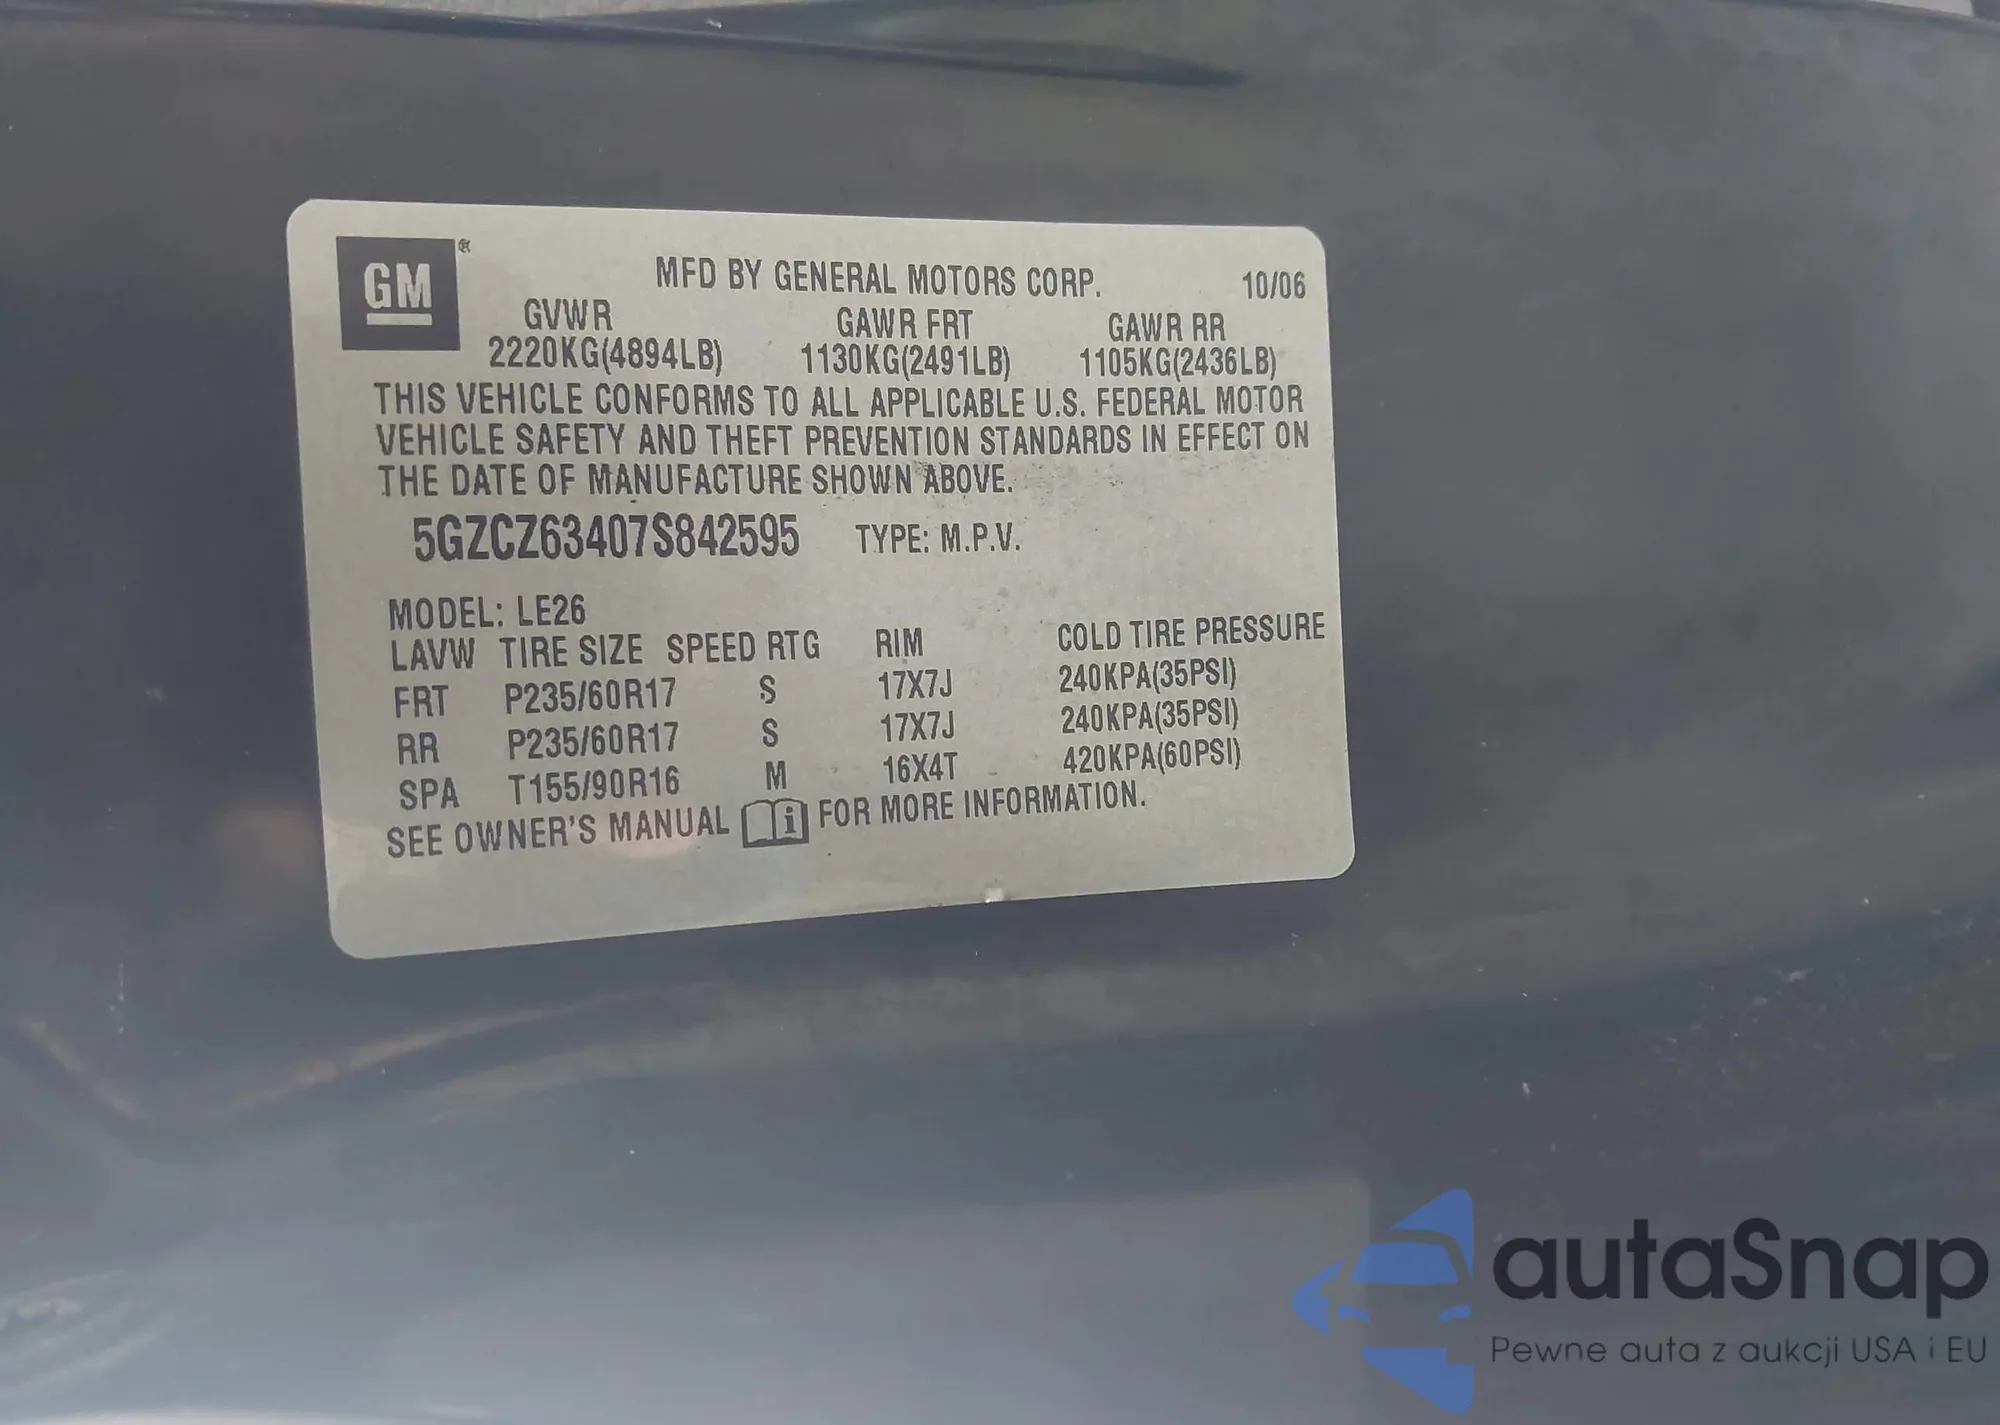 GM®
MFD BY GENERAL MOTORS CORP. 10/06
GVWR GAWR FRT GAWR RR
2220KG(4894LB) 1130KG(2491LB) 1105KG(2436LB)
THIS VEHICLE CONFORMS TO ALL APPLICABLE U.S. FEDERAL MOTOR
VEHICLE SAFETY AND THEFT PREVENTION STANDARDS IN EFFECT ON
THE DATE OF MANUFACTURE SHOWN ABOVE.
5GZCZ63407S842595 TYPE: M.P.V.
MODEL: LE26
LAVW TIRE SIZE SPEED RTG RIM COLD TIRE PRESSURE
FRT P235/60R17 S 17X7J 240KPA(35PSI)
RR P235/60R17 S 17X7J 240KPA(35PSI)
SPA T155/90R16 M 16X4T 420KPA(60PSI)
SEE OWNER'S MANUAL i FOR MORE INFORMATION.
autaSnap
Pewne auta z aukcji USA i EU